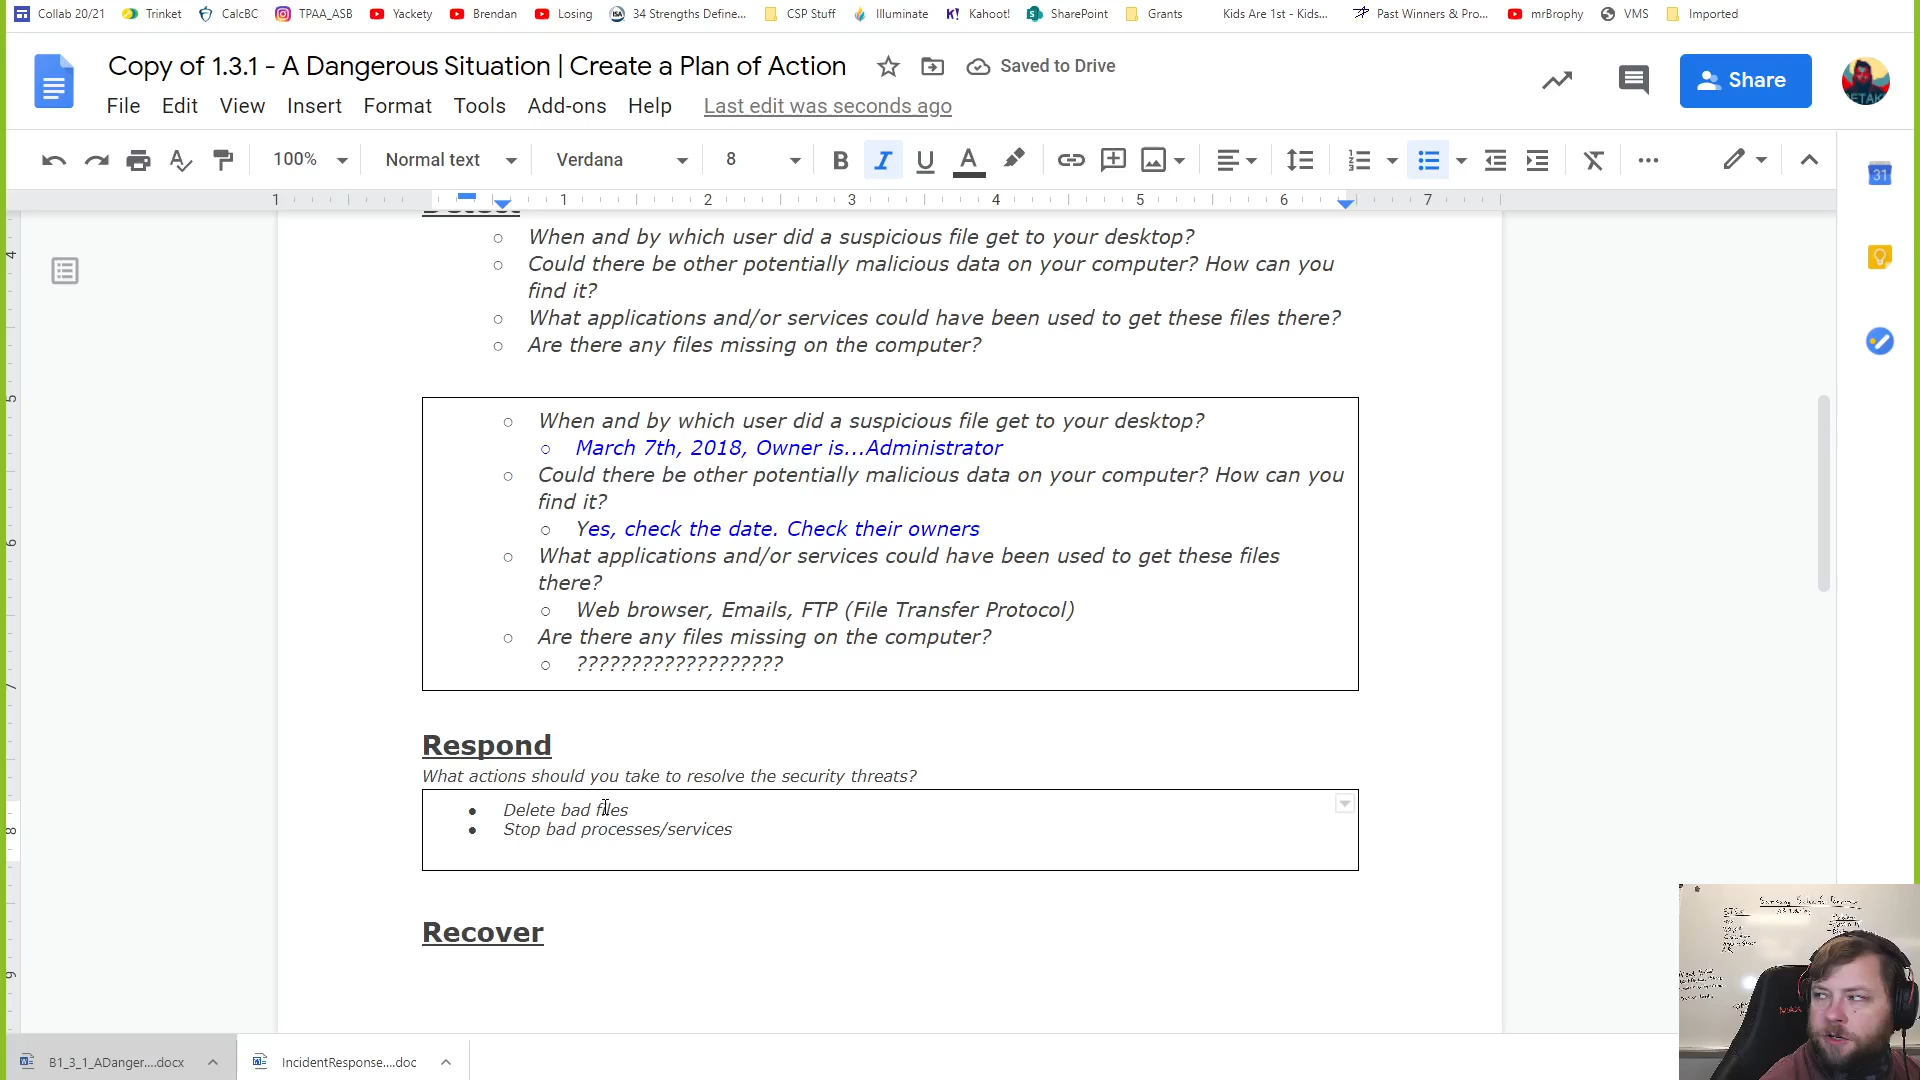 Collab 20/21 Trinket CalcBC TPAA_ASB Yackety Brendan Losing 34 Strengths Define... CSP Stuff Illuminate Kahoot! SharePoint Grants Kids Are 1st - Kids... Past Winners & Pro... mrBrophy VMS Imported
Copy of 1.3.1 - A Dangerous Situation | Create a Plan of Action Saved to Drive Share
File Edit View Insert Format Tools Add-ons Help Last edit was seconds ago
100% Normal text Verdana 8
1 1 2 3 4 5 6 7
When and by which user did a suspicious file get to your desktop?
Could there be other potentially malicious data on your computer? How can you
find it?
What applications and/or services could have been used to get these files there?
Are there any files missing on the computer?
When and by which user did a suspicious file get to your desktop?
March 7th, 2018, Owner is...Administrator
Could there be other potentially malicious data on your computer? How can you
find it?
Yes, check the date. Check their owners
What applications and/or services could have been used to get these files
there?
Web browser, Emails, FTP (File Transfer Protocol)
Are there any files missing on the computer?
???????????????????
Respond
What actions should you take to resolve the security threats?
Delete bad files
Stop bad processes/services
Recover
B1_3_1_ADanger....docx IncidentResponse....doc